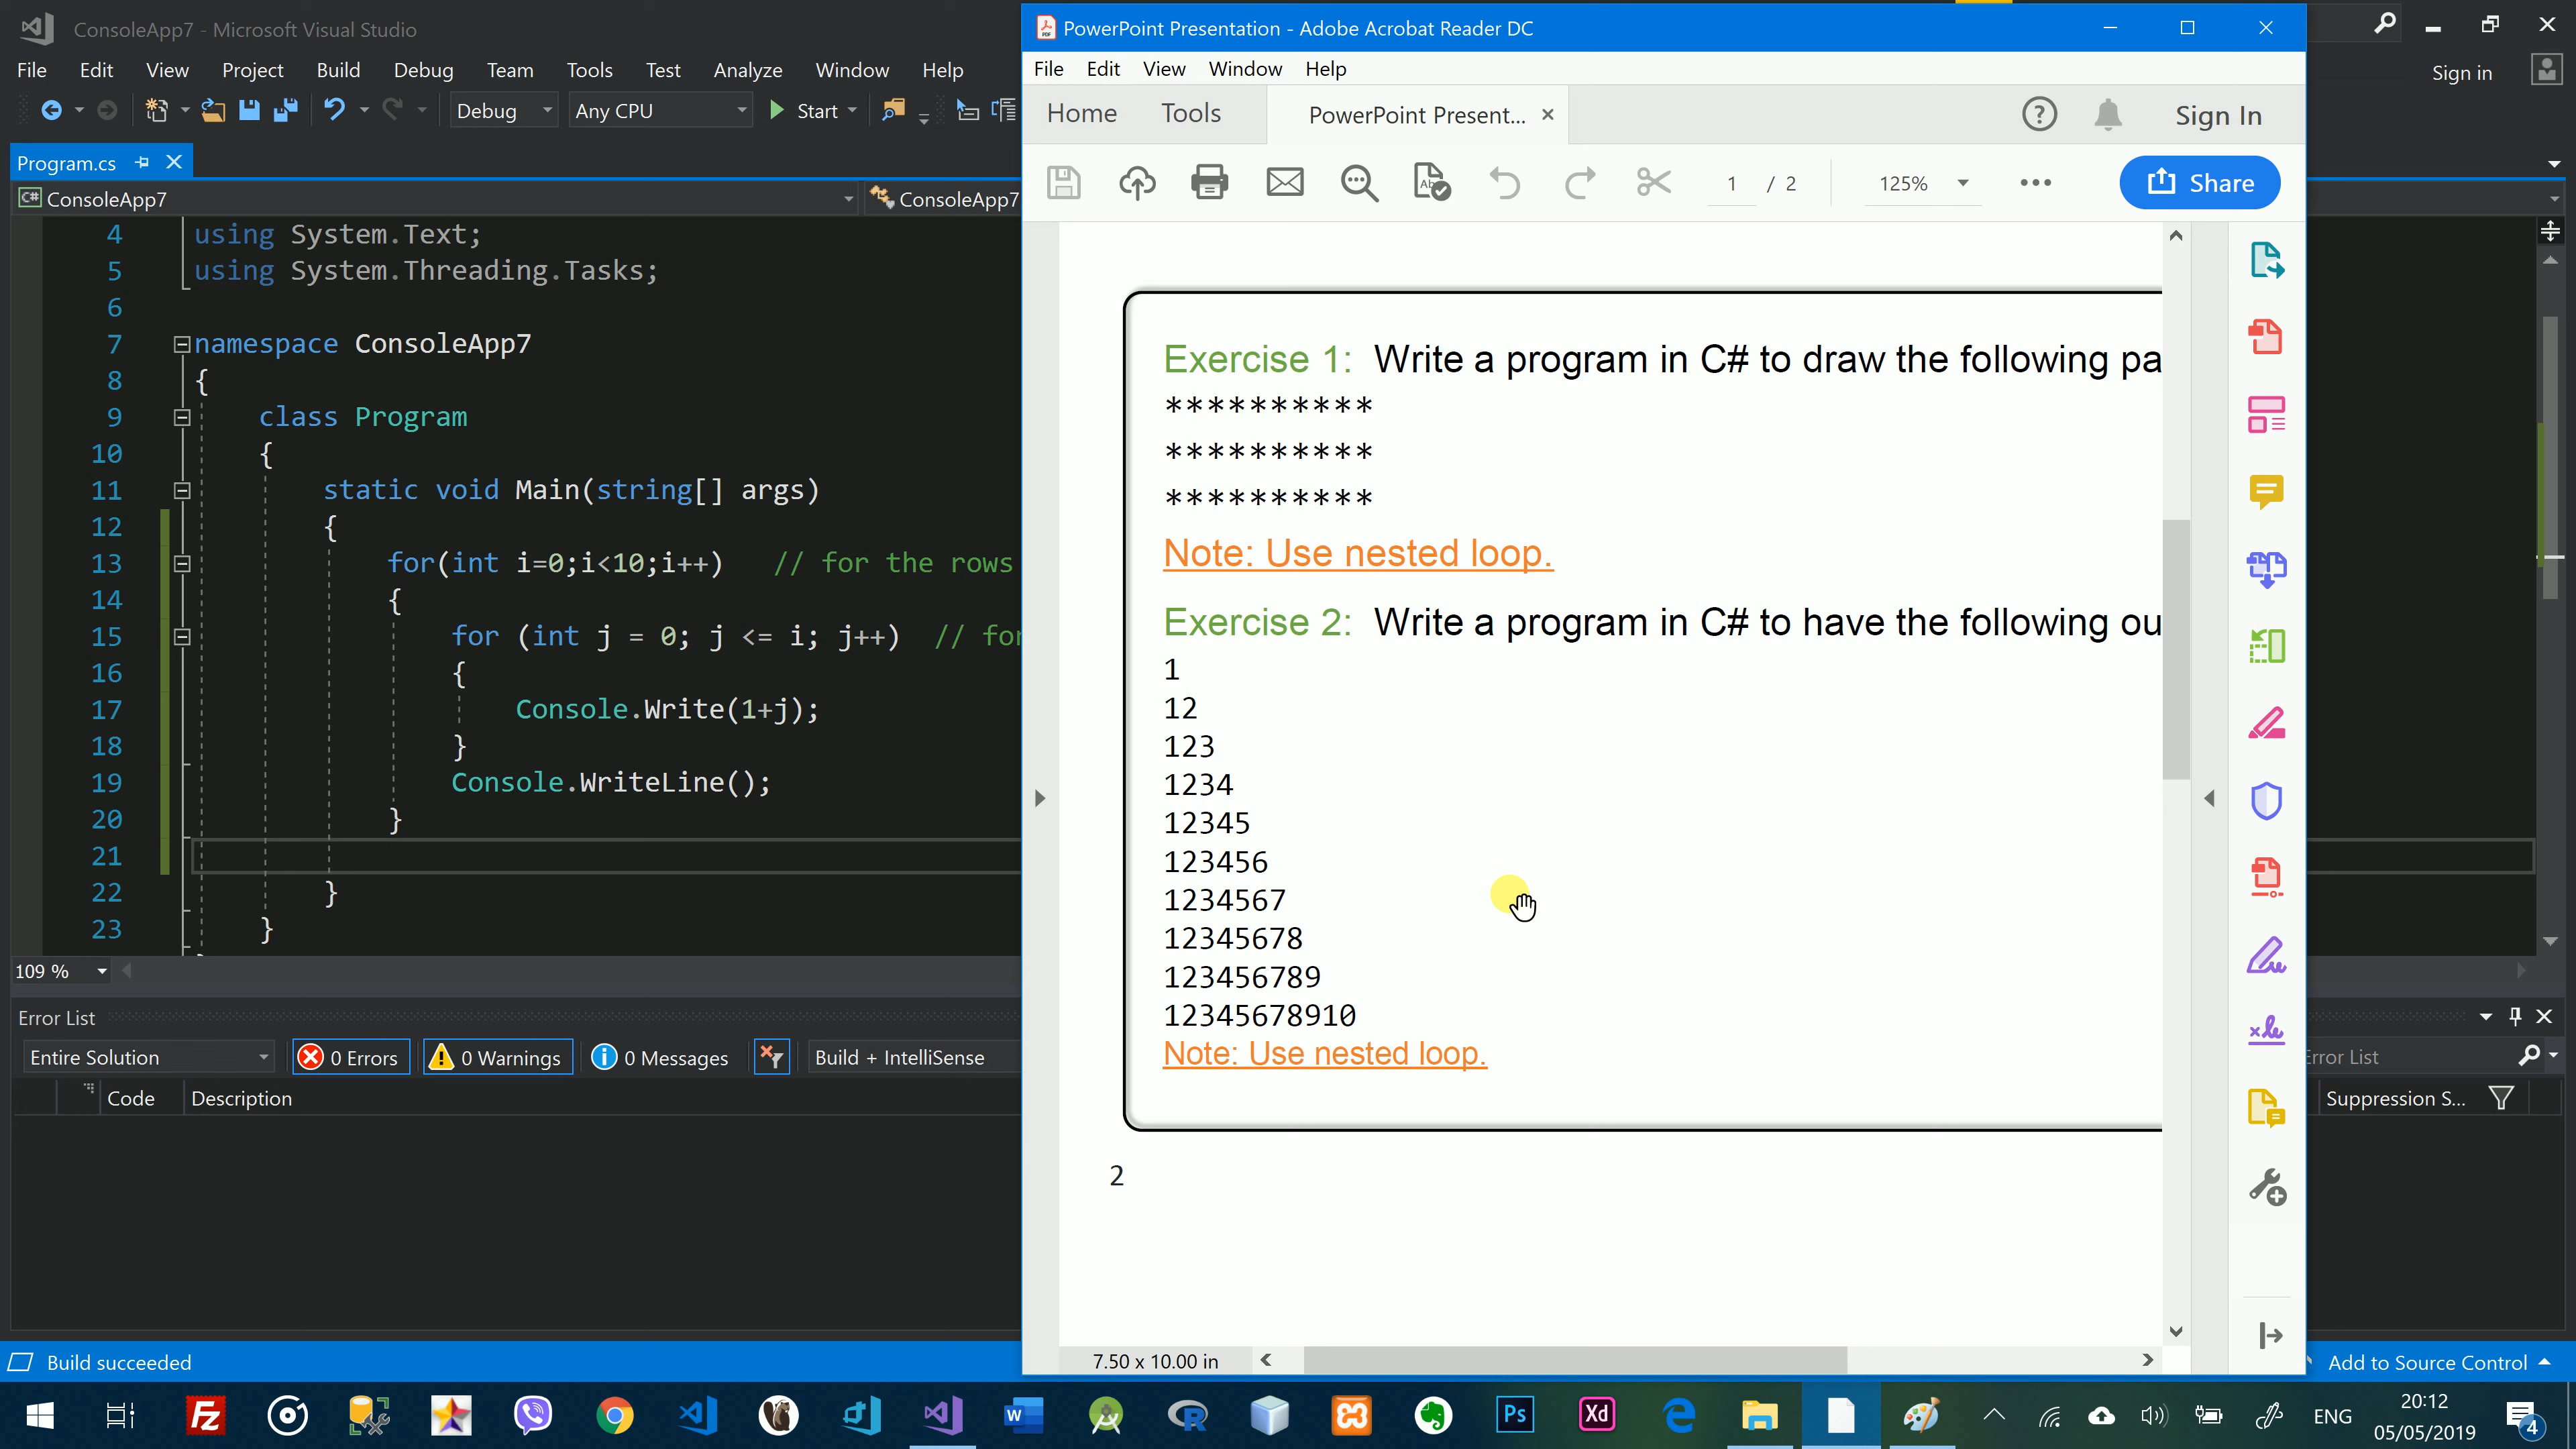 ConsoleApp7 - Microsoft Visual Studio
File Edit View Project Build Debug Team Tools Test Analyze Window Help
Sign in
Debug Any CPU Start
Program.cs
C# ConsoleApp7
ConsoleApp7
4 using System.Text;
5 using System.Threading.Tasks;
6
7 namespace ConsoleApp7
8 {
9 class Program
10 {
11 static void Main(string[] args)
12 {
13 for(int i=0;i<10;i++) // for the rows
14 {
15 for (int j = 0; j <= i; j++) // for
16 {
17 Console.Write(1+j);
18 }
19 Console.WriteLine();
20 }
21
22 }
23 }
109 %
Error List
Entire Solution 0 Errors 0 Warnings 0 Messages Build + IntelliSense
Error List
Code Description
Suppression S...
Build succeeded
Add to Source Control
PowerPoint Presentation - Adobe Acrobat Reader DC
File Edit View Window Help
Home Tools PowerPoint Present... Sign In
1 / 2 125% Share
Exercise 1: Write a program in C# to draw the following pa
**********
**********
**********
Note: Use nested loop.
Exercise 2: Write a program in C# to have the following ou
1
12
123
1234
12345
123456
1234567
12345678
123456789
12345678910
Note: Use nested loop.
2
7.50 x 10.00 in
Fz W R Ps Xd ENG
20:12
05/05/2019
4